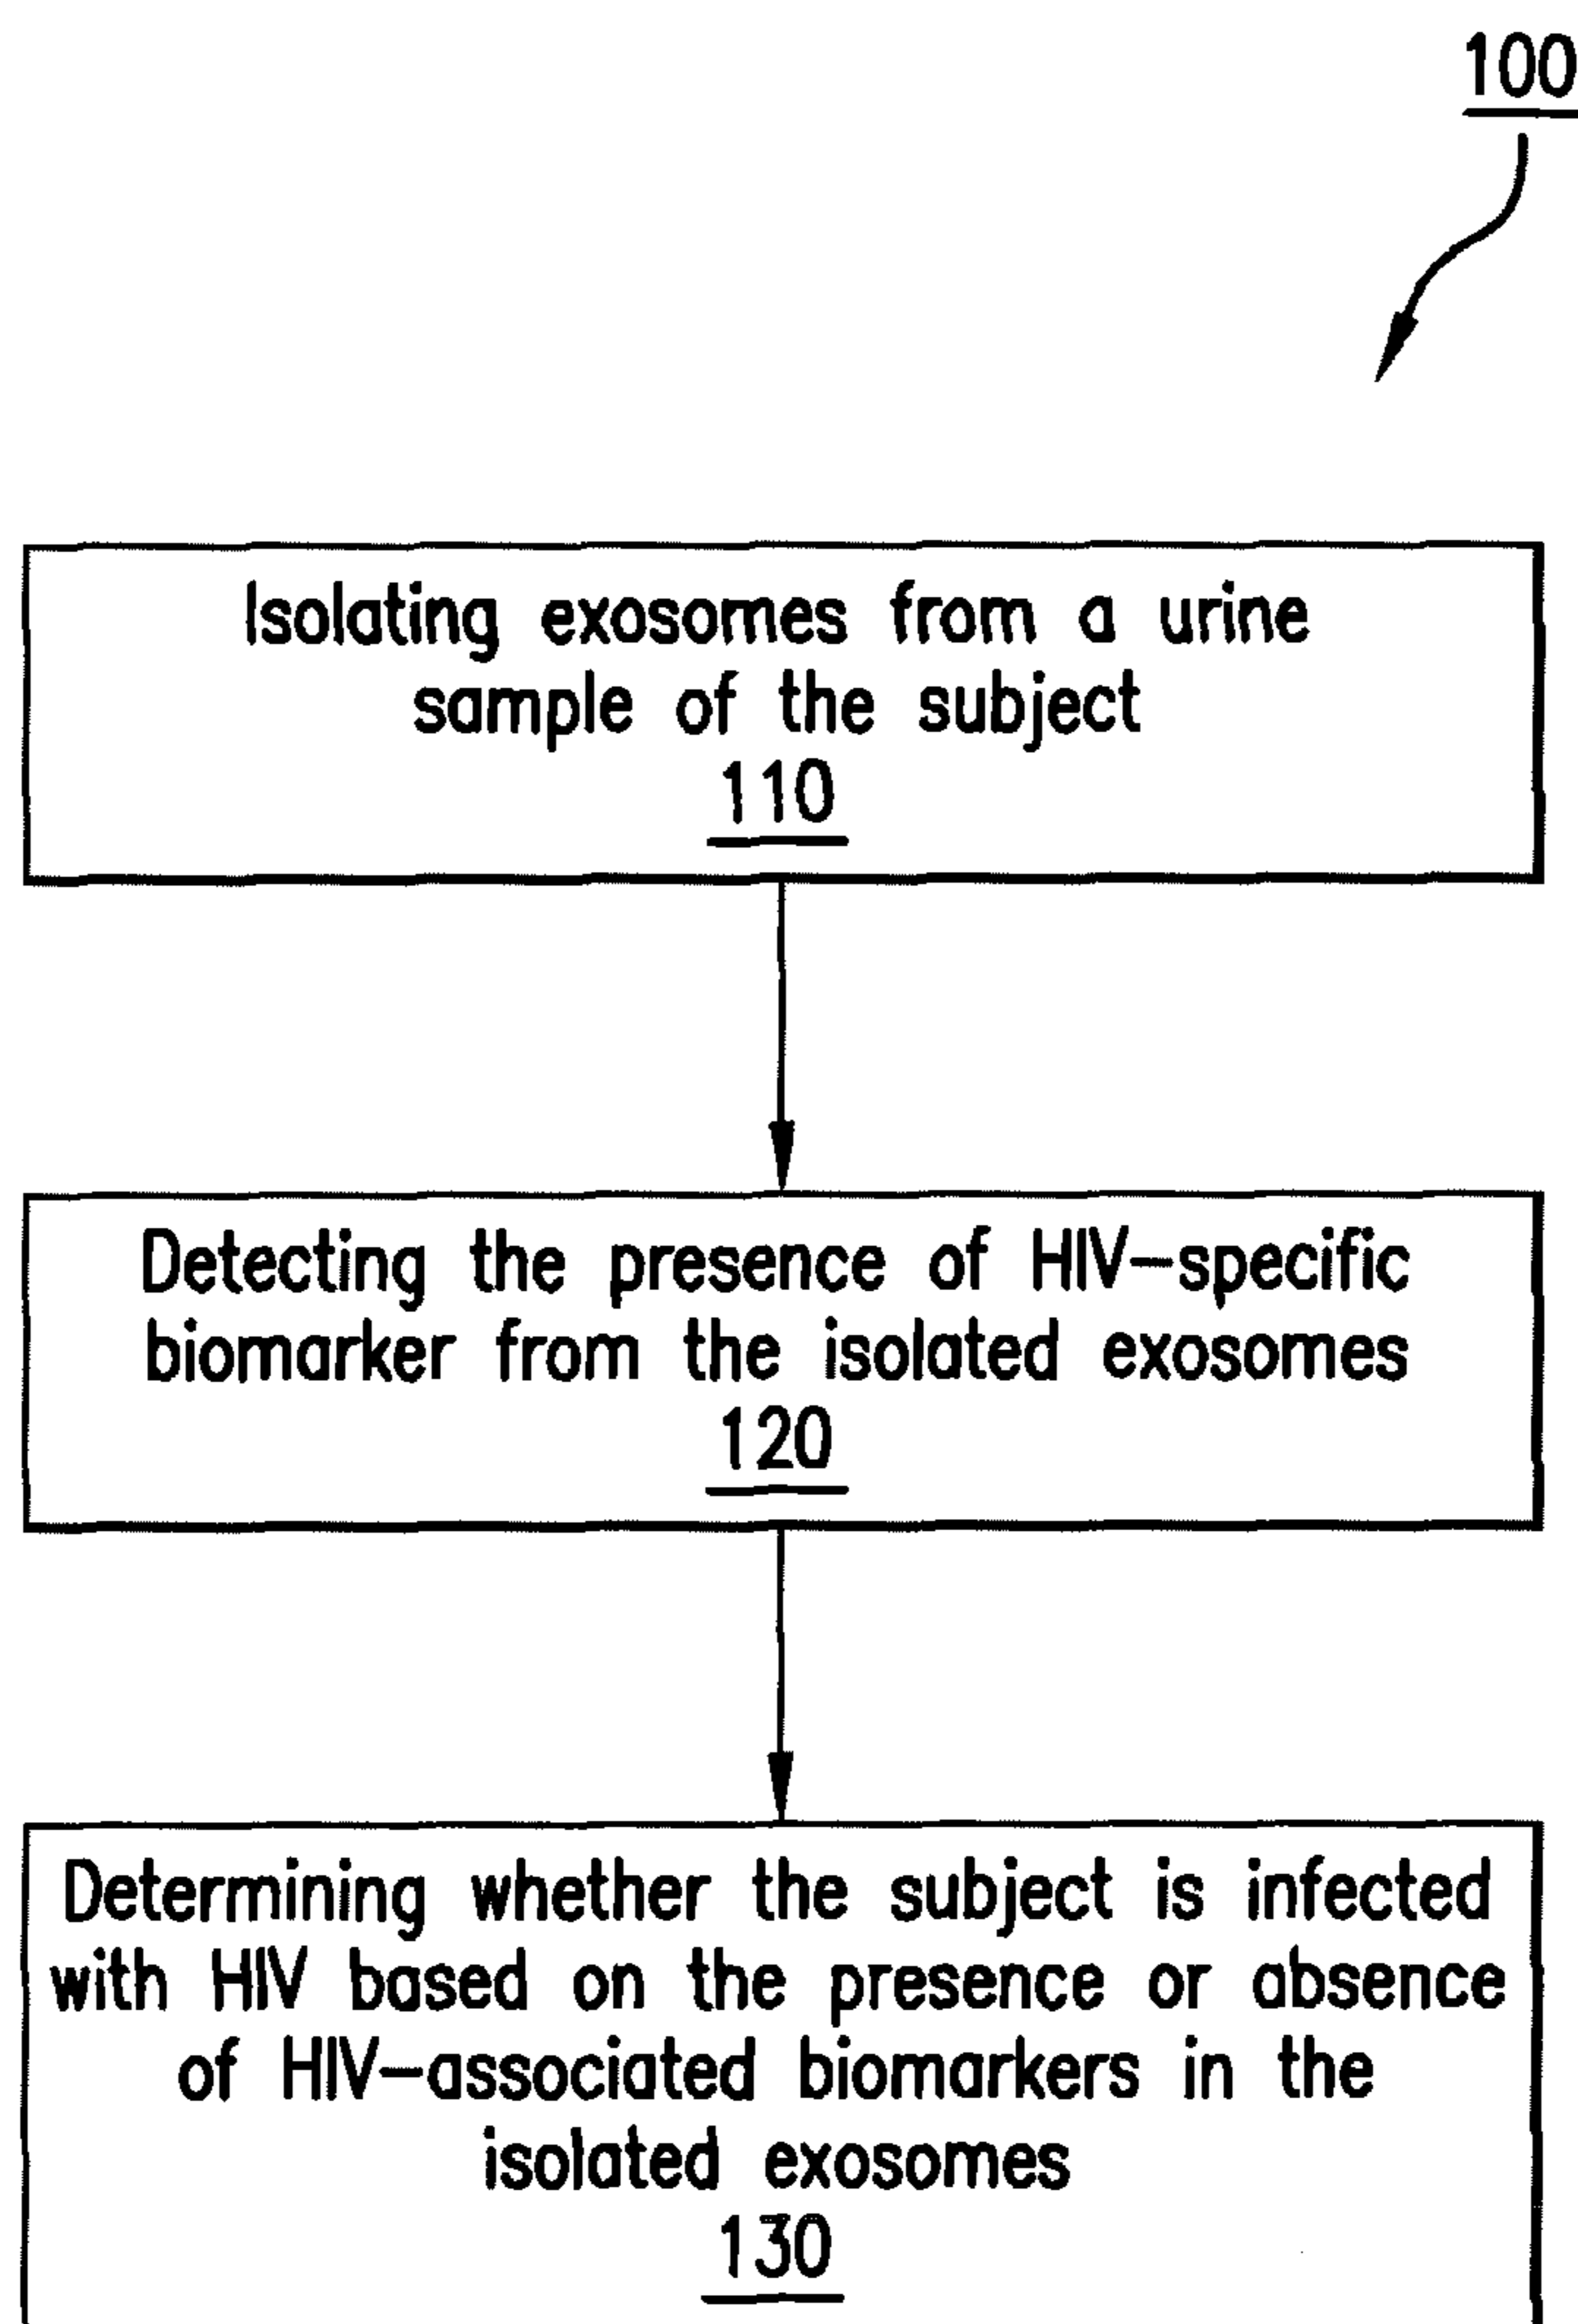 100
Isolating exosomes from a urine
sample of the subject
110
Detecting the presence of HIV-specific
biomarker from the isolated exosomes
120
Determining whether the subject is infected
with HIV based on the presence or absence
of HIV-associated biomarkers in the
isolated exosomes
130